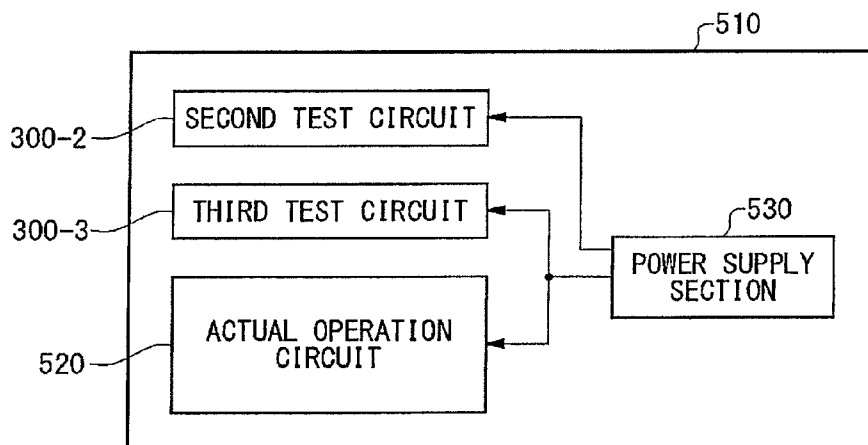 510
SECOND TEST CIRCUIT
300-2
THIRD TEST CIRCUIT
300-3
530
POWER SUPPLY
SECTION
ACTUAL OPERATION
CIRCUIT
520